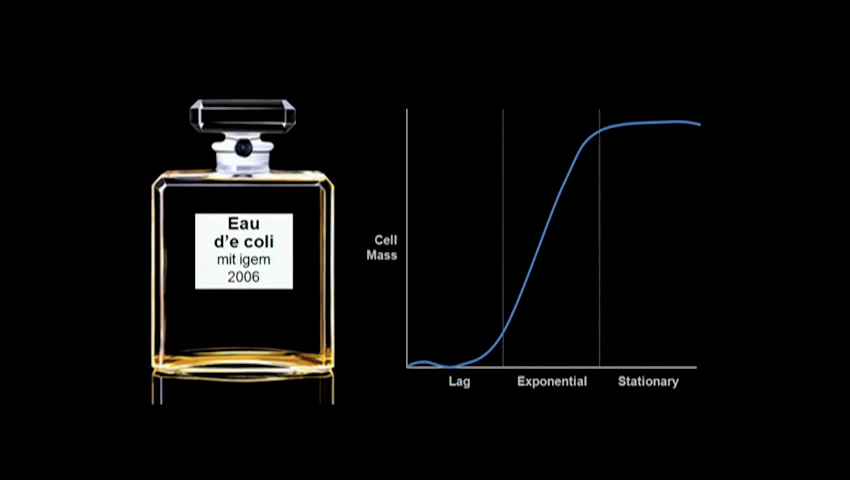 Eau
d’e coli
mit igem
2006
Cell
Mass
Lag
Exponential
Stationary